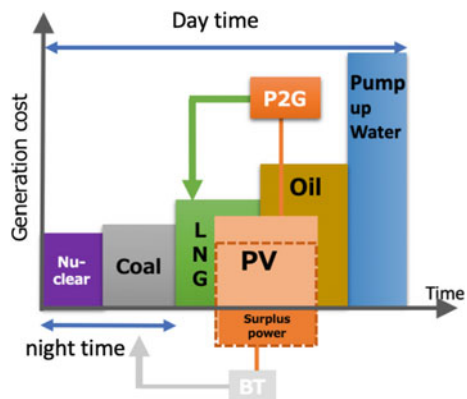 Day time
Generation cost
P2G
Pump
up
Water
Oil
L
N
G
Nu-
clear
Coal
PV
Time
Surplus
power
night time
BT